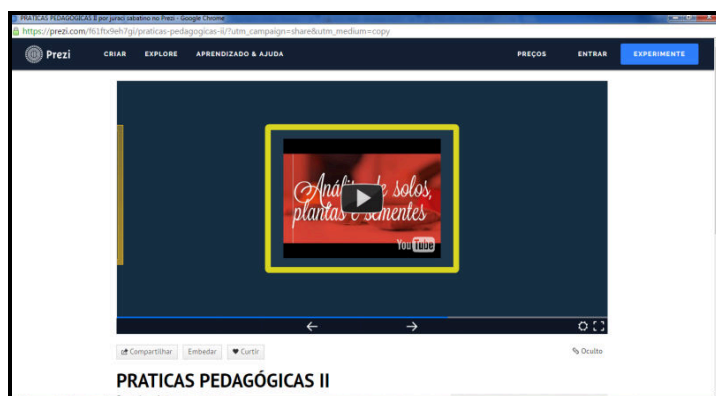 PRATICAS PEDAGOGICAS II por juraci sabatino no Prezi - Google Chrome
https://prezi.com/f61ftx9eh7gi/praticas-pedagogicas-ii/?utm_campaign=share&utm_medium=copy
Prezi CRIAR EXPLORE APRENDIZADO & AJUDA PREÇOS ENTRAR EXPERIMENTE
de solos,
plantas e sementes
YouTube
Compartilhar Embedar Curtir Oculto
PRATICAS PEDAGÓGICAS II